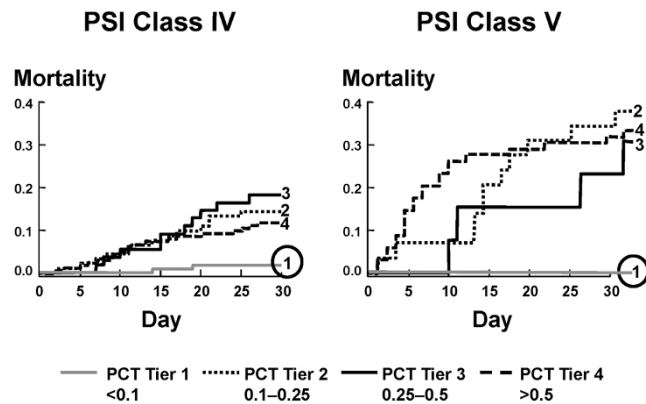 PSI Class IV
PSI Class V
Mortality
Mortality
0.4
0.3
0.2
0.1
0.0
3
2
4
1
0 5 10 15 20 25 30
Day
0.4
0.3
0.2
0.1
0.0
2
4
3
1
0 5 10 15 20 25 30
Day
PCT Tier 1
<0.1
PCT Tier 2
0.1–0.25
PCT Tier 3
0.25–0.5
PCT Tier 4
>0.5